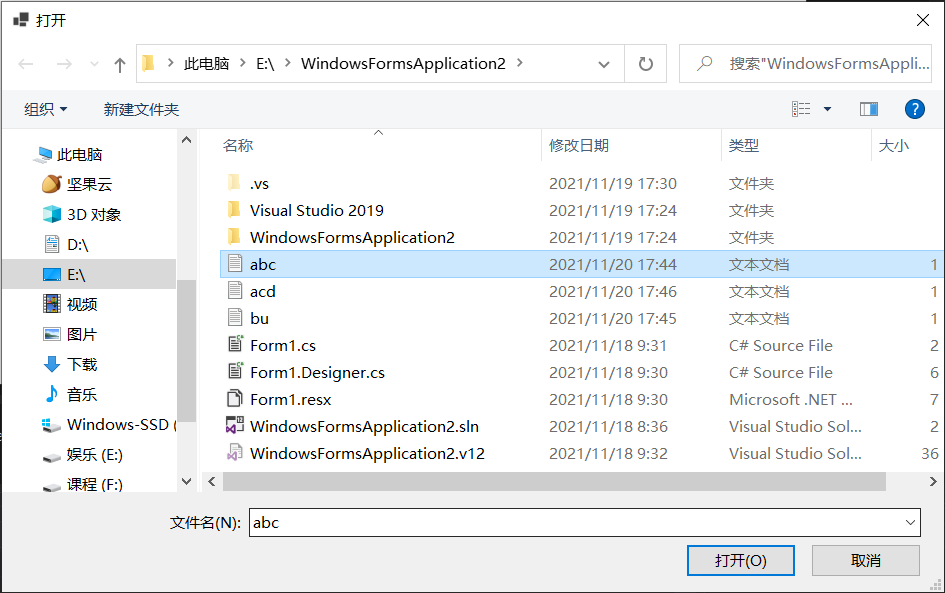 打开
此电脑 E:\ WindowsFormsApplication2
搜索"WindowsFormsAppli...
组织 新建文件夹
此电脑
坚果云
3D 对象
D:\
E:\
视频
图片
下载
音乐
Windows-SSD (
娱乐 (E:)
课程 (F:)
名称 修改日期 类型 大小
.vs 2021/11/19 17:30 文件夹
Visual Studio 2019 2021/11/19 17:24 文件夹
WindowsFormsApplication2 2021/11/19 17:24 文件夹
abc 2021/11/20 17:44 文本文档 1
acd 2021/11/20 17:46 文本文档 1
bu 2021/11/20 17:45 文本文档 1
Form1.cs 2021/11/18 9:31 C# Source File 2
Form1.Designer.cs 2021/11/18 9:30 C# Source File 6
Form1.resx 2021/11/18 9:30 Microsoft .NET ... 7
WindowsFormsApplication2.sln 2021/11/18 8:36 Visual Studio Sol... 2
WindowsFormsApplication2.v12 2021/11/18 9:32 Visual Studio Sol... 36
文件名(N): abc
打开(O) 取消